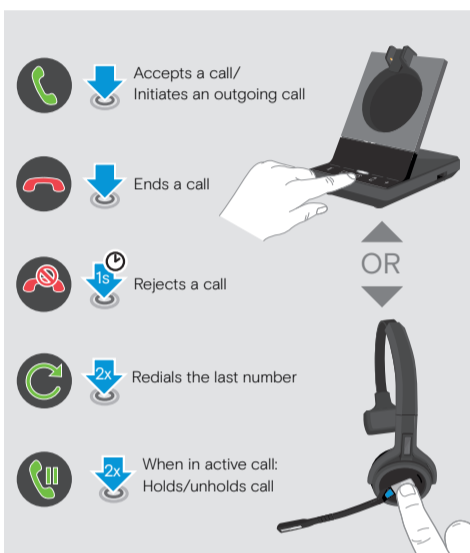 Accepts a call/
Initiates an outgoing call
Ends a call
1s
Rejects a call
OR
2x
Redials the last number
2x
When in active call:
Holds/unholds call